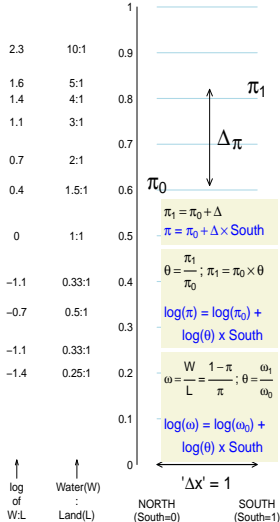 1
2.3 10:1 0.9
1.6 5:1
1.4 4:1 0.8
π1
1.1 3:1
0.7
Δπ
0.7 2:1
0.4 1.5:1 0.6
π0
π1 = π0 + Δ
π = π0 + Δ × South
0 1:1 0.5
θ = π1 / π0 ; π1 = π0 × θ
−1.1 0.33:1 0.4
−0.7 0.5:1
log(π) = log(π0) +
0.3
log(θ) x South
−1.1 0.33:1
−1.4 0.25:1 0.2
ω = W / L = 1−π / π ; θ = ω1 / ω0
0.1
log(ω) = log(ω0) +
log(θ) x South
0
'Δx' = 1
log
of
W:L
Water(W)
:
Land(L)
NORTH
(South=0)
SOUTH
(South=1)